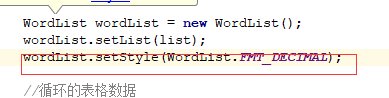 WordList wordList = new WordList();
wordList.setList(list);
wordList.setStyle(WordList.FMT_DECIMAL);
//循环的表格数据